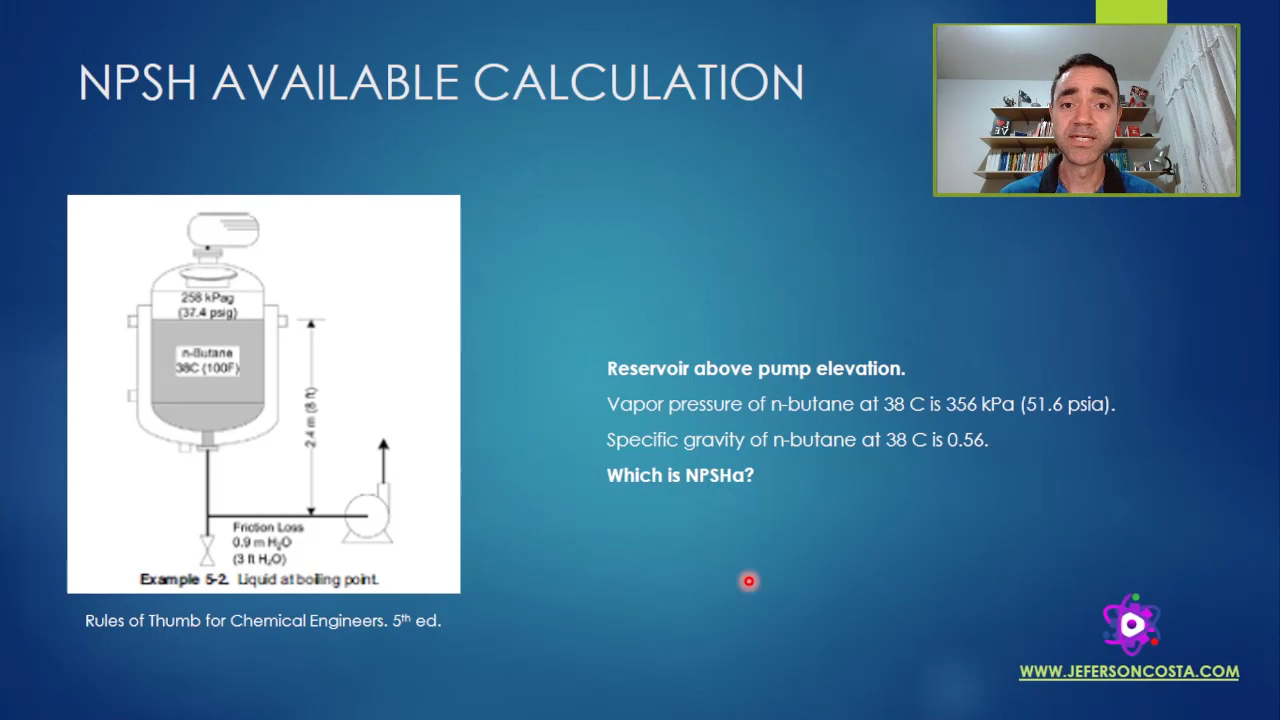 NPSH AVAILABLE CALCULATION
258 kPag
(37.4 psig)
n-Butane
38C (100F)
2.4 m (8 ft)
Friction Loss
0.9 m H₂O
(3 ft H₂O)
Example 5-2. Liquid at boiling point.
Rules of Thumb for Chemical Engineers. 5th ed.
Reservoir above pump elevation.
Vapor pressure of n-butane at 38 C is 356 kPa (51.6 psia).
Specific gravity of n-butane at 38 C is 0.56.
Which is NPSHa?
WWW.JEFERSONCOSTA.COM